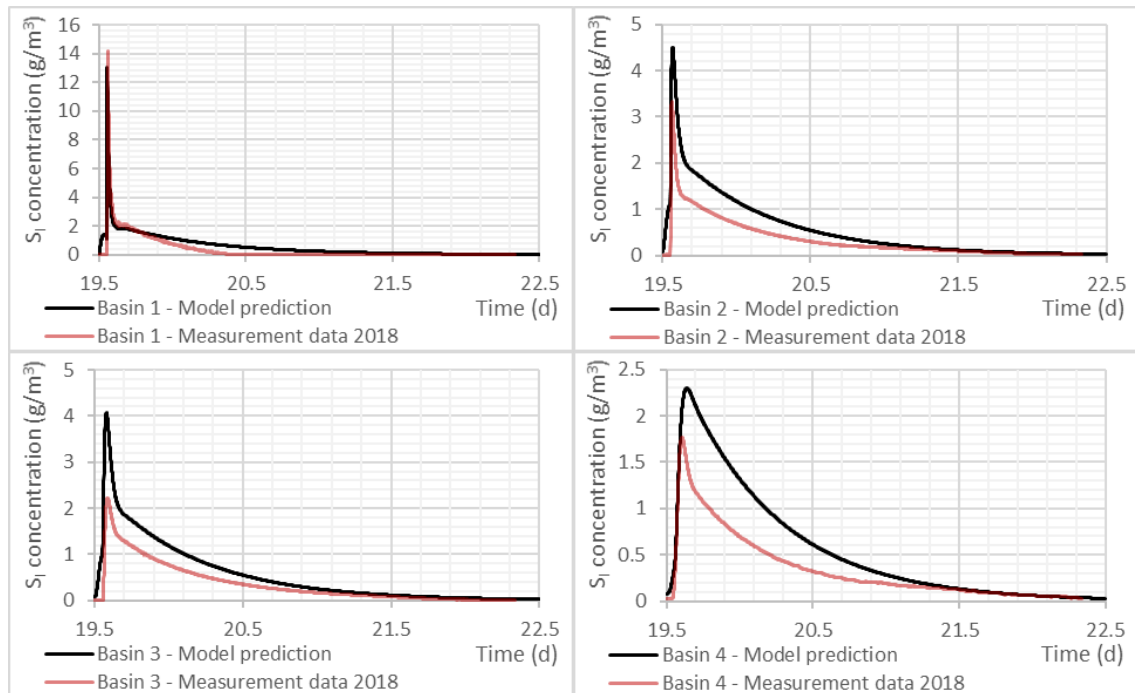 S_I concentration (g/m³)
16
14
12
10
8
6
4
2
0
19.5 20.5 21.5 22.5
Basin 1 - Model prediction Time (d)
Basin 1 - Measurement data 2018
S_I concentration (g/m³)
5
4
3
2
1
0
19.5 20.5 21.5 22.5
Basin 2 - Model prediction Time (d)
Basin 2 - Measurement data 2018
S_I concentration (g/m³)
5
4
3
2
1
0
19.5 20.5 21.5 22.5
Basin 3 - Model prediction Time (d)
Basin 3 - Measurement data 2018
S_I concentration (g/m³)
2.5
2
1.5
1
0.5
0
19.5 20.5 21.5 22.5
Basin 4 - Model prediction Time (d)
Basin 4 - Measurement data 2018